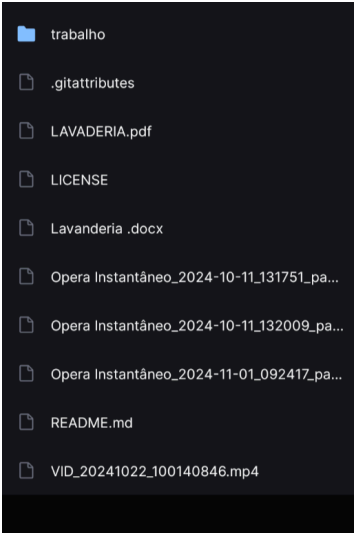 trabalho
.gitattributes
LAVADERIA.pdf
LICENSE
Lavanderia .docx
Opera Instantâneo_2024-10-11_131751_pa...
Opera Instantâneo_2024-10-11_132009_pa...
Opera Instantâneo_2024-11-01_092417_pa...
README.md
VID_20241022_100140846.mp4